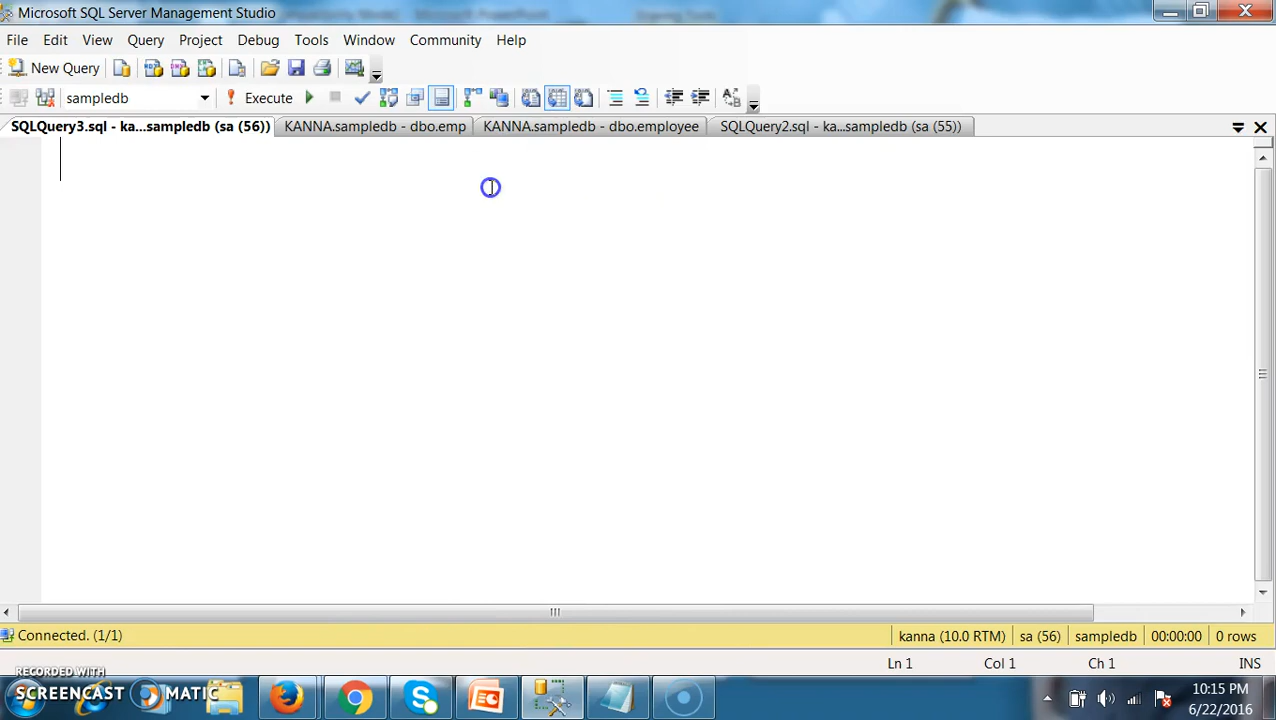 Microsoft SQL Server Management Studio
File Edit View Query Project Debug Tools Window Community Help
New Query
sampledb Execute
SQLQuery3.sql - ka...sampledb (sa (56)) KANNA.sampledb - dbo.emp KANNA.sampledb - dbo.employee SQLQuery2.sql - ka...sampledb (sa (55))
Connected. (1/1) kanna (10.0 RTM) sa (56) sampledb 00:00:00 0 rows
Ln 1 Col 1 Ch 1 INS
RECORDED WITH
SCREENCAST MATIC
10:15 PM
6/22/2016